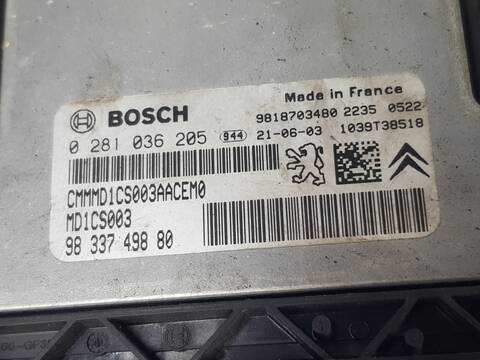 Made in France
BOSCH 9818703480 2235 0522
0 281 036 205 944 21-06-03 1039T38518
CMMMD1CS003AACEM0
MD1CS003
98 337 498 80